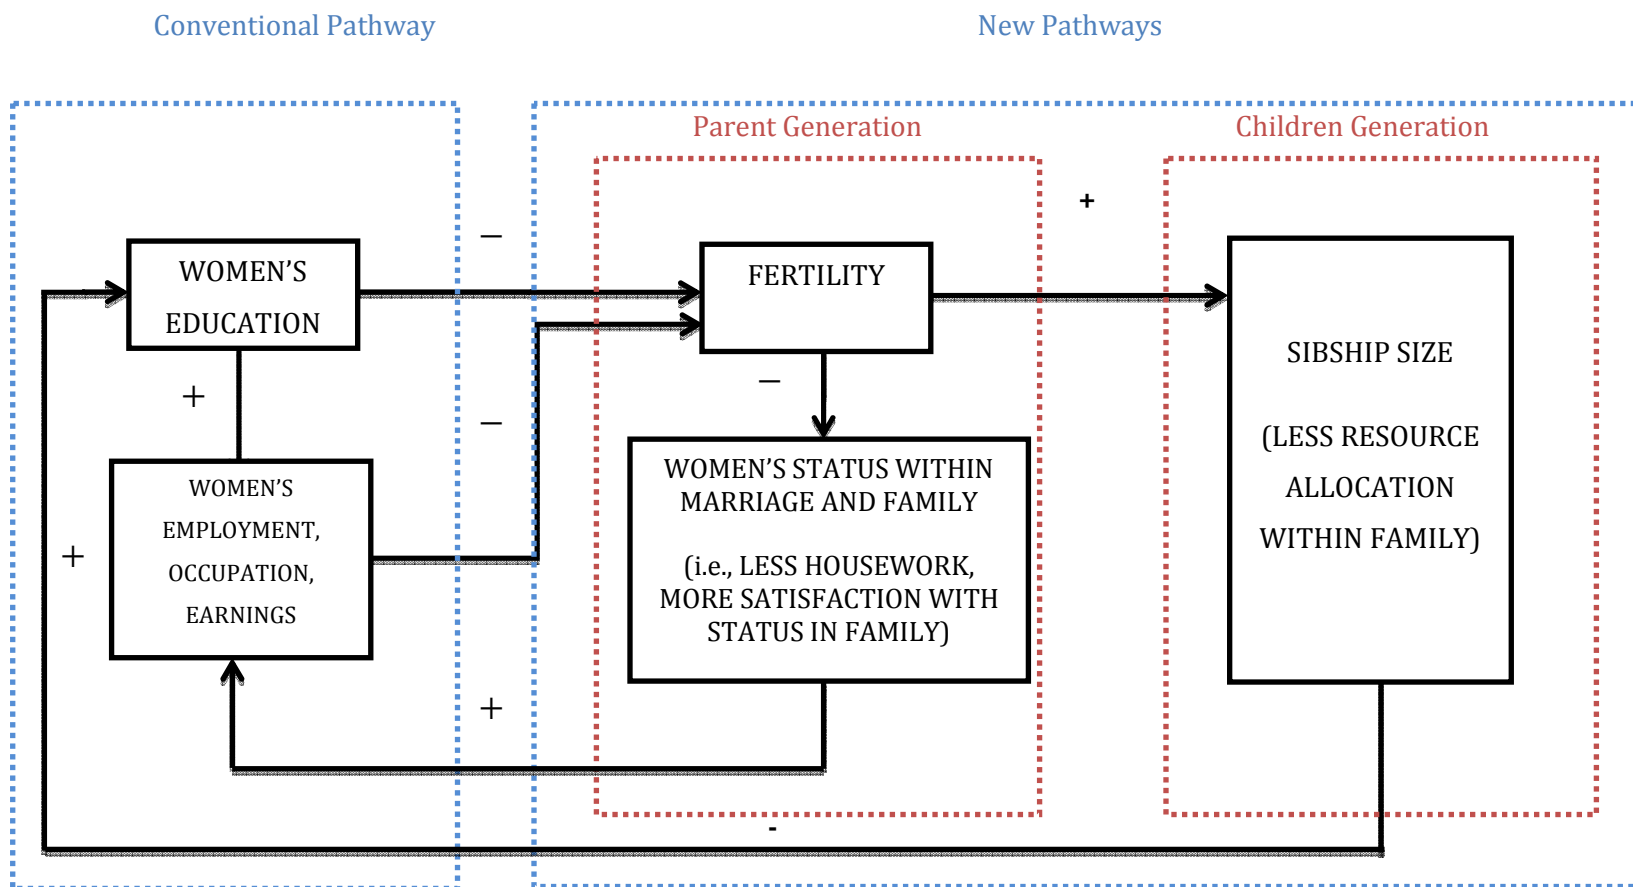 Conventional Pathway
New Pathways
Parent Generation
Children Generation
+
–
WOMEN’S
EDUCATION
FERTILITY
+
–
–
SIBSHIP SIZE
(LESS RESOURCE
ALLOCATION
WITHIN FAMILY)
WOMEN’S
EMPLOYMENT,
OCCUPATION,
EARNINGS
WOMEN’S STATUS WITHIN
MARRIAGE AND FAMILY
(i.e., LESS HOUSEWORK,
MORE SATISFACTION WITH
STATUS IN FAMILY)
+
+
-